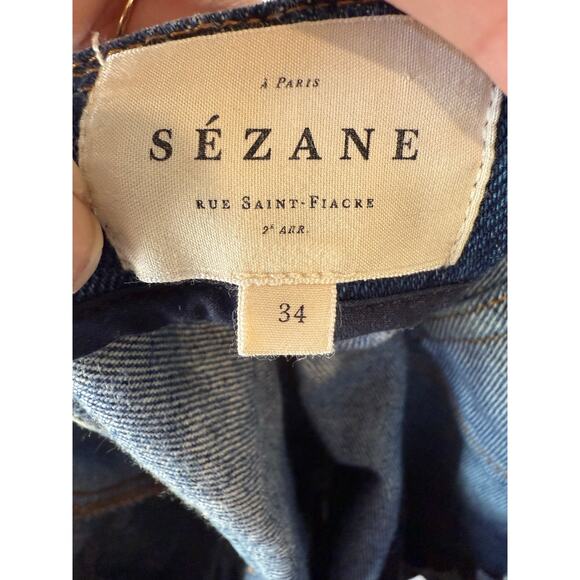 À PARIS
SÉZANE
RUE SAINT-FIACRE
2ᵉ ARR.
34